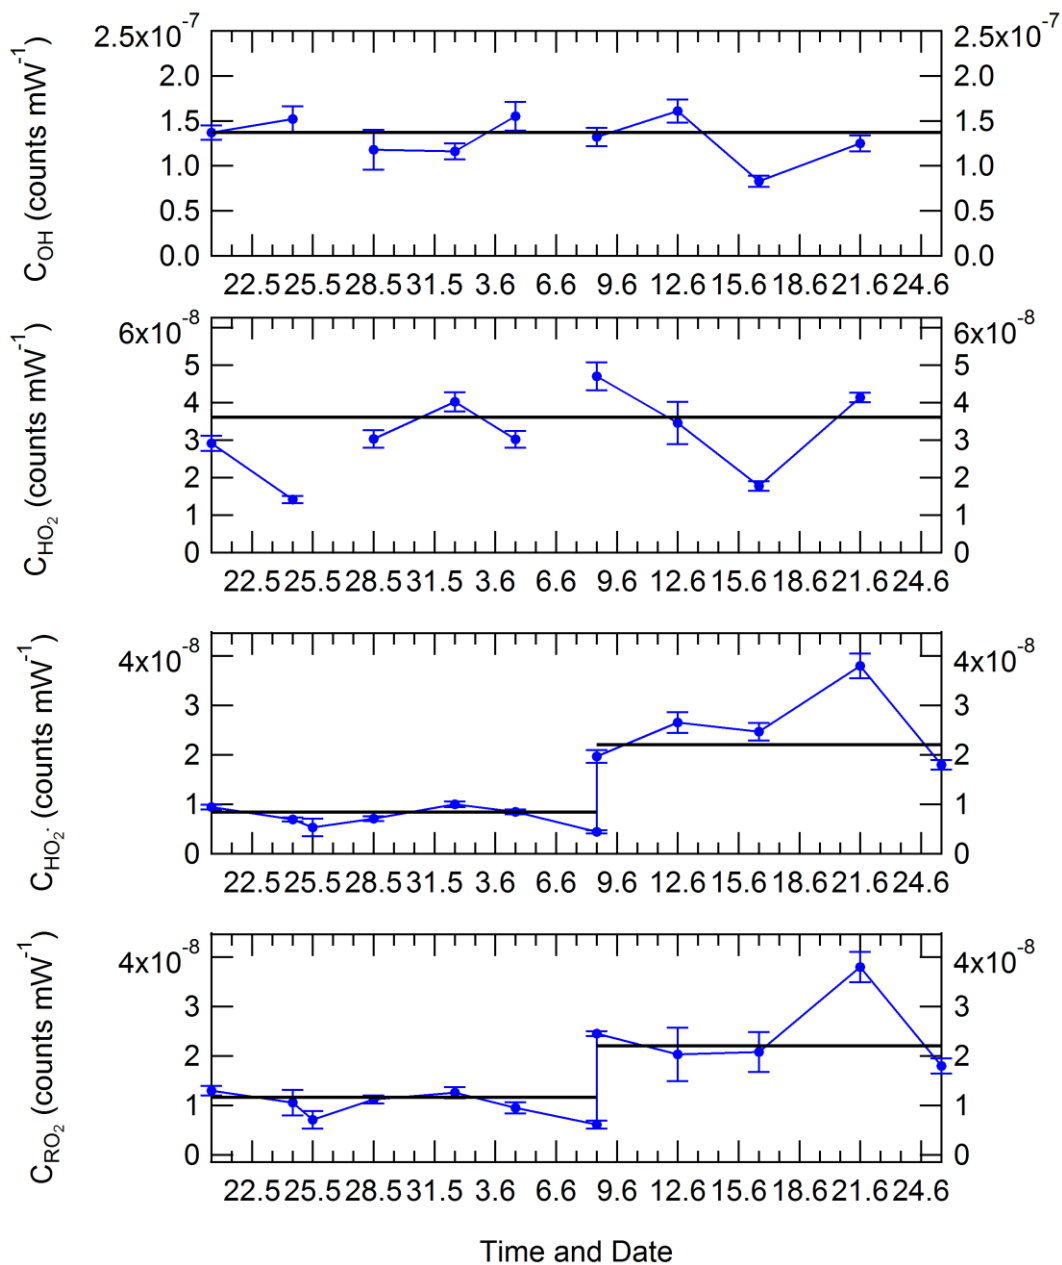 C_OH (counts mW^-1)
2.5x10^-7 2.5x10^-7
2.0 2.0
1.5 1.5
1.0 1.0
0.5 0.5
0.0 0.0
22.5 25.5 28.5 31.5 3.6 6.6 9.6 12.6 15.6 18.6 21.6 24.6
C_HO2 (counts mW^-1)
6x10^-8 6x10^-8
5 5
4 4
3 3
2 2
1 1
0 0
22.5 25.5 28.5 31.5 3.6 6.6 9.6 12.6 15.6 18.6 21.6 24.6
C_HO2· (counts mW^-1)
4x10^-8 4x10^-8
3 3
2 2
1 1
0 0
22.5 25.5 28.5 31.5 3.6 6.6 9.6 12.6 15.6 18.6 21.6 24.6
C_RO2 (counts mW^-1)
4x10^-8 4x10^-8
3 3
2 2
1 1
0 0
22.5 25.5 28.5 31.5 3.6 6.6 9.6 12.6 15.6 18.6 21.6 24.6
Time and Date